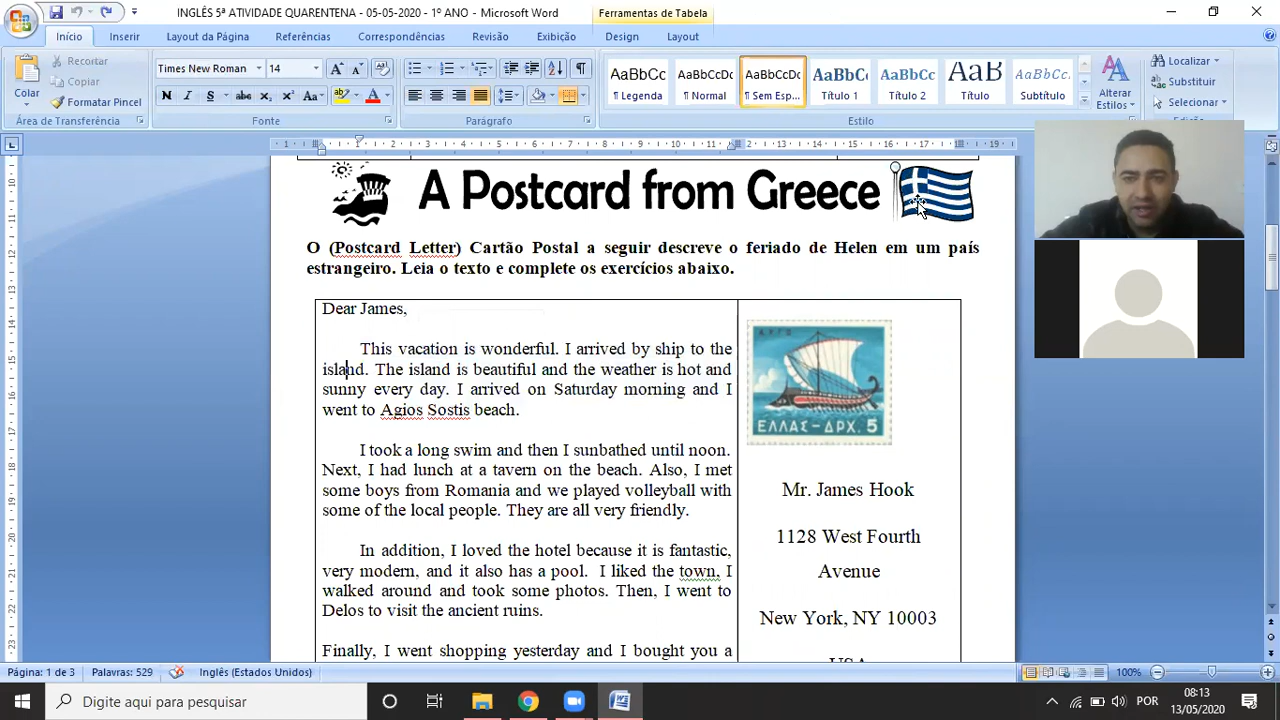 INGLÊS 5ª ATIVIDADE QUARENTENA - 05-05-2020 - 1º ANO - Microsoft Word
Ferramentas de Tabela
Início Inserir Layout da Página Referências Correspondências Revisão Exibição Design Layout
Colar
Recortar
Copiar
Formatar Pincel
Área de Transferência
Times New Roman 14
Fonte
Parágrafo
AaBbCc AaBbCcDc AaBbCcDc AaBbC AaBbCc AaB AaBbCc
¶ Legenda ¶ Normal ¶ Sem Esp... Título 1 Título 2 Título Subtítulo
Alterar Estilos
Estilo
Localizar
Substituir
Selecionar
A Postcard from Greece
O (Postcard Letter) Cartão Postal a seguir descreve o feriado de Helen em um país
estrangeiro. Leia o texto e complete os exercícios abaixo.
Dear James,
This vacation is wonderful. I arrived by ship to the
island. The island is beautiful and the weather is hot and
sunny every day. I arrived on Saturday morning and I
went to Agios Sostis beach.
I took a long swim and then I sunbathed until noon.
Next, I had lunch at a tavern on the beach. Also, I met
some boys from Romania and we played volleyball with
some of the local people. They are all very friendly.
In addition, I loved the hotel because it is fantastic,
very modern, and it also has a pool. I liked the town, I
walked around and took some photos. Then, I went to
Delos to visit the ancient ruins.
Finally, I went shopping yesterday and I bought you a
ΑΡΓΩ
ΕΛΛΑΣ-ΔΡΧ. 5
Mr. James Hook
1128 West Fourth
Avenue
New York, NY 10003
USA
Página: 1 de 3 Palavras: 529 Inglês (Estados Unidos) 100%
Digite aqui para pesquisar
POR
08:13
13/05/2020